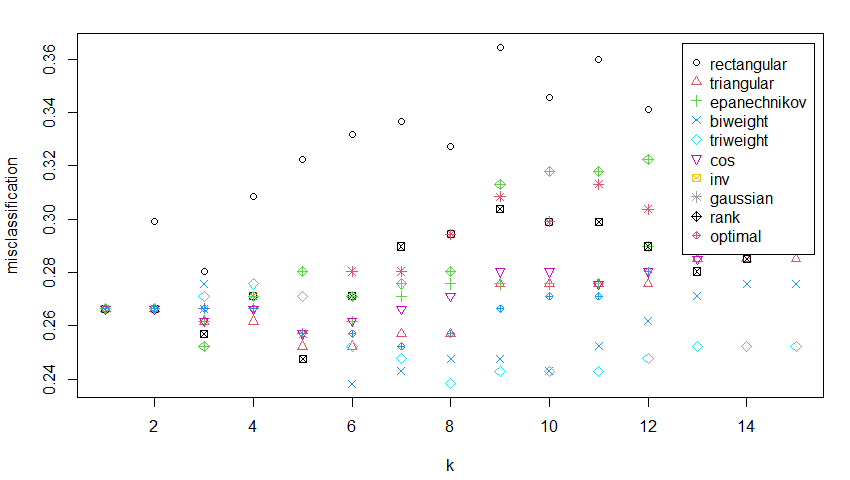 misclassification
0.36
0.34
0.32
0.30
0.28
0.26
0.24
rectangular
triangular
epanechnikov
biweight
triweight
cos
inv
gaussian
rank
optimal
2 4 6 8 10 12 14
k